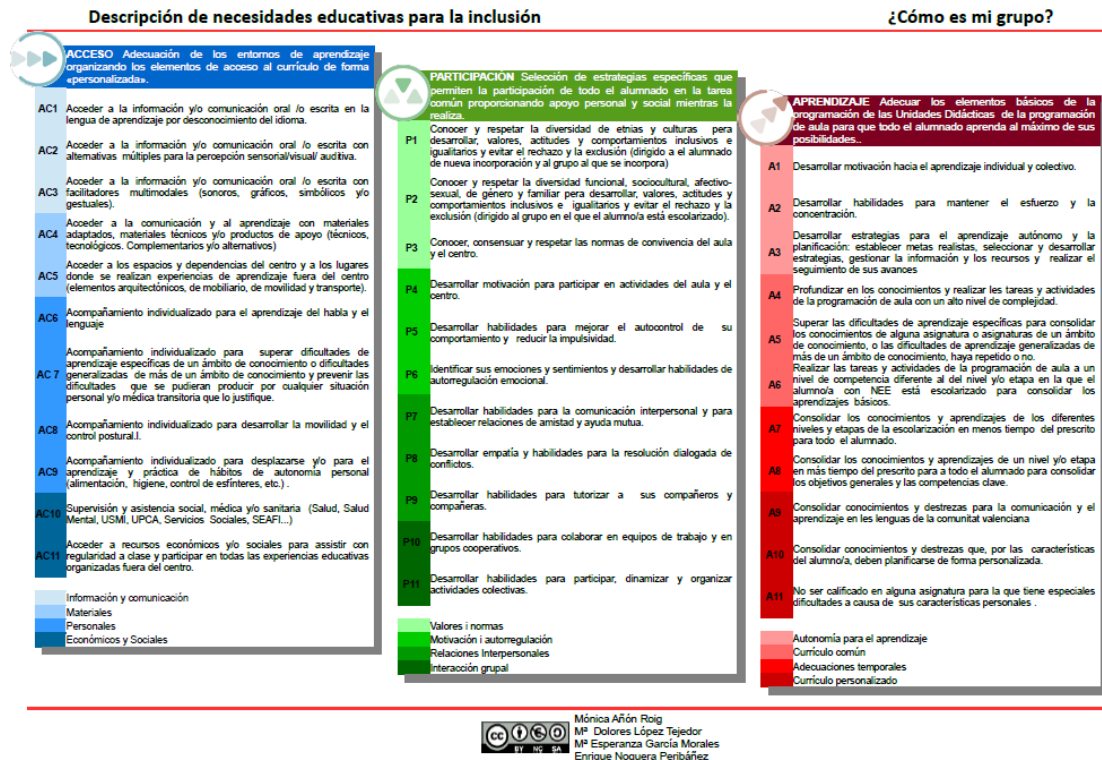 Descripción de necesidades educativas para la inclusión
¿Cómo es mi grupo?
ACCESO Adecuación de los entornos de aprendizaje
organizando los elementos de acceso al currículo de forma
«personalizada».
AC1 Acceder a la información y/o comunicación oral /o escrita en la
lengua de aprendizaje por desconocimiento del idioma.
AC2 Acceder a la información y/o comunicación oral /o escrita con
alternativas múltiples para la percepción sensorial/visual/ auditiva.
AC3 Acceder a la información y/o comunicación oral /o escrita con
facilitadores multimodales (sonoros, gráficos, simbólicos y/o
gestuales).
AC4 Acceder a la comunicación y al aprendizaje con materiales
adaptados, materiales técnicos y/o productos de apoyo (técnicos,
tecnológicos. Complementarios y/o alternativos)
AC5 Acceder a los espacios y dependencias del centro y a los lugares
donde se realizan experiencias de aprendizaje fuera del centro
(elementos arquitectónicos, de mobiliario, de movilidad y transporte).
AC6 Acompañamiento individualizado para el aprendizaje del habla y el
lenguaje
AC 7 Acompañamiento individualizado para superar dificultades de
aprendizaje específicas de un ámbito de conocimiento o dificultades
generalizadas de más de un ámbito de conocimiento y prevenir las
dificultades que se pudieran producir por cualquier situación
personal y/o médica transitoria que lo justifique.
AC8 Acompañamiento individualizado para desarrollar la movilidad y el
control postural.l.
AC9 Acompañamiento individualizado para desplazarse y/o para el
aprendizaje y práctica de hábitos de autonomía personal
(alimentación, higiene, control de esfínteres, etc.) .
AC10 Supervisión y asistencia social, médica y/o sanitaria (Salud, Salud
Mental, USMI, UPCA, Servicios Sociales, SEAFI...)
AC11 Acceder a recursos económicos y/o sociales para assistir con
regularidad a clase y participar en todas las experiencias educativas
organizadas fuera del centro.
Información y comunicación
Materiales
Personales
Económicos y Sociales
PARTICIPACIÓN Selección de estrategias específicas que
permiten la participación de todo el alumnado en la tarea
común proporcionando apoyo personal y social mientras la
realiza.
P1 Conocer y respetar la diversidad de etnias y culturas para
desarrollar, valores, actitudes y comportamientos inclusivos e
igualitarios y evitar el rechazo y la exclusión (dirigido a el alumnado
de nueva incorporación y al grupo al que se incorpora)
P2 Conocer y respetar la diversidad funcional, sociocultural, afectivo-
sexual, de género y familiar pera desarrollar, valores, actitudes y
comportamientos inclusivos e igualitarios y evitar el rechazo y la
exclusión (dirigido al grupo en el que el alumno/a está escolarizado).
P3 Conocer, consensuar y respetar las normas de convivencia del aula
y el centro.
P4 Desarrollar motivación para participar en actividades del aula y el
centro.
P5 Desarrollar habilidades para mejorar el autocontrol de su
comportamiento y reducir la impulsividad.
P6 Identificar sus emociones y sentimientos y desarrollar habilidades de
autorregulación emocional.
P7 Desarrollar habilidades para la comunicación interpersonal y para
establecer relaciones de amistad y ayuda mutua.
P8 Desarrollar empatía y habilidades para la resolución dialogada de
conflictos.
P9 Desarrollar habilidades para tutorizar a sus compañeros y
compañeras.
P10 Desarrollar habilidades para colaborar en equipos de trabajo y en
grupos cooperativos.
P11 Desarrollar habilidades para participar, dinamizar y organizar
actividades colectivas.
Valores i normas
Motivación i autorregulación
Relaciones Interpersonales
Interacción grupal
APRENDIZAJE Adecuar los elementos básicos de la
programación de las Unidades Didácticas de la programación
de aula para que todo el alumnado aprenda al máximo de sus
posibilidades..
A1 Desarrollar motivación hacia el aprendizaje individual y colectivo.
A2 Desarrollar habilidades para mantener el esfuerzo y la
concentración.
A3 Desarrollar estrategias para el aprendizaje autónomo y la
planificación: establecer metas realistas, seleccionar y desarrollar
estrategias, gestionar la información y los recursos y realizar el
seguimiento de sus avances
A4 Profundizar en los conocimientos y realizar les tareas y actividades
de la programación de aula con un alto nivel de complejidad.
A5 Superar las dificultades de aprendizaje específicas para consolidar
los conocimientos de alguna asignatura o asignaturas de un ámbito
de conocimiento, o las dificultades de aprendizaje generalizadas de
más de un ámbito de conocimiento, haya repetido o no.
A6 Realizar las tareas y actividades de la programación de aula a un
nivel de competencia diferente al del nivel y/o etapa en la que el
alumno/a con NEE está escolarizado para consolidar los
aprendizajes básicos.
A7 Consolidar los conocimientos y aprendizajes de los diferentes
niveles y etapas de la escolarización en menos tiempo del prescrito
para todo el alumnado.
A8 Consolidar los conocimientos y aprendizajes de un nivel y/o etapa
en más tiempo del prescrito para a todo el alumnado para consolidar
los objetivos generales y las competencias clave.
A9 Consolidar conocimientos y destrezas para la comunicación y el
aprendizaje en les lenguas de la comunitat valenciana
A10 Consolidar conocimientos y destrezas que, por las características
del alumno/a, deben planificarse de forma personalizada.
A11 No ser calificado en alguna asignatura para la que tiene especiales
dificultades a causa de sus características personales .
Autonomía para el aprendizaje
Currículo común
Adecuaciones temporales
Currículo personalizado
cc BY NC SA
Mónica Añón Roig
Mª Dolores López Tejedor
Mª Esperanza García Morales
Enrique Noguera Peribáñez